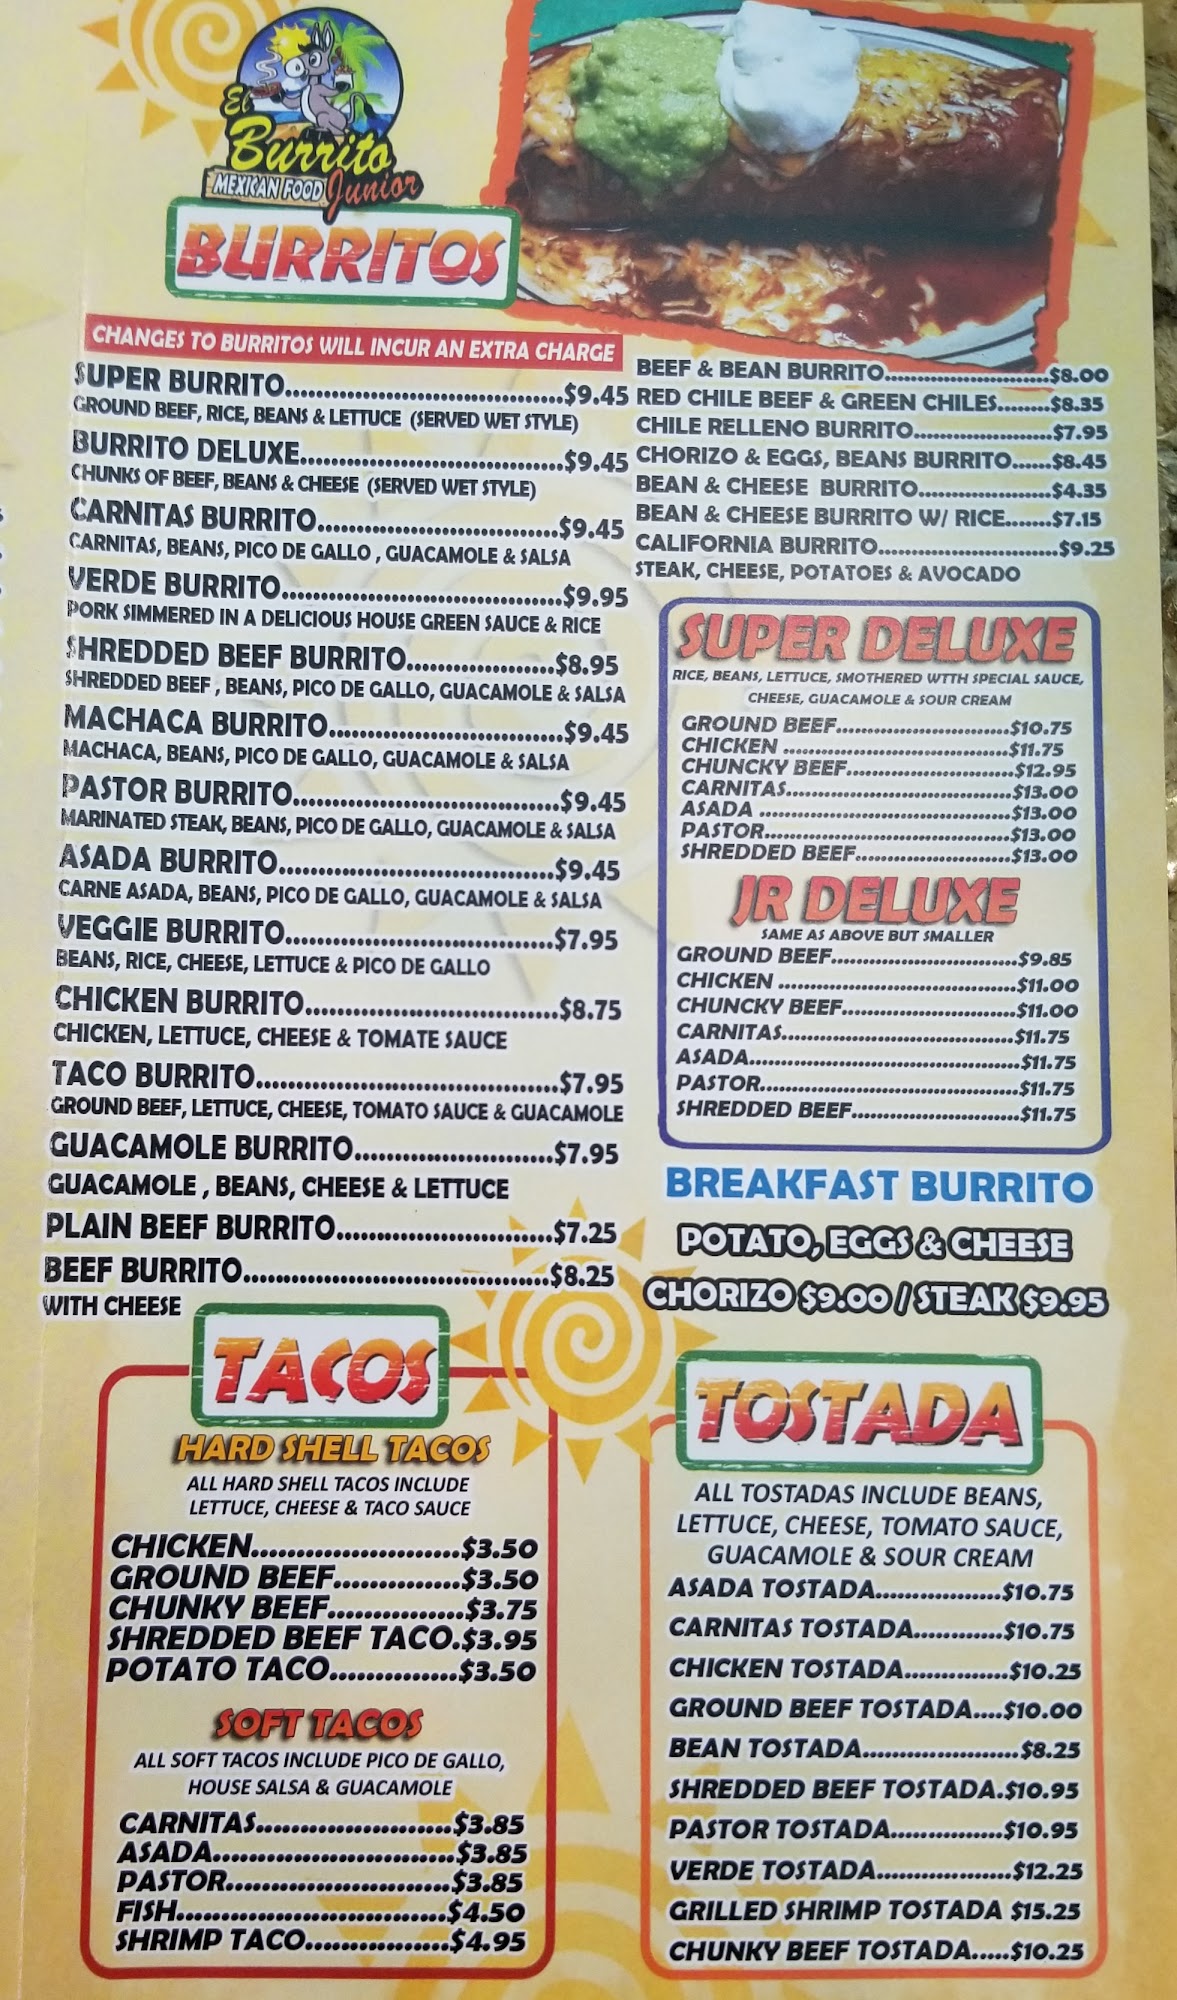 El
Burrito
MEXICAN FOOD Junior
BURRITOS
CHANGES TO BURRITOS WILL INCUR AN EXTRA CHARGE
SUPER BURRITO.....$9.45
GROUND BEEF, RICE, BEANS & LETTUCE (SERVED WET STYLE)
BURRITO DELUXE.....$9.45
CHUNKS OF BEEF, BEANS & CHEESE (SERVED WET STYLE)
CARNITAS BURRITO.....$9.45
CARNITAS, BEANS, PICO DE GALLO , GUACAMOLE & SALSA
VERDE BURRITO.....$9.95
PORK SIMMERED IN A DELICIOUS HOUSE GREEN SAUCE & RICE
SHREDDED BEEF BURRITO.....$8.95
SHREDDED BEEF , BEANS, PICO DE GALLO, GUACAMOLE & SALSA
MACHACA BURRITO.....$9.45
MACHACA, BEANS, PICO DE GALLO, GUACAMOLE & SALSA
PASTOR BURRITO.....$9.45
MARINATED STEAK, BEANS, PICO DE GALLO, GUACAMOLE & SALSA
ASADA BURRITO.....$9.45
CARNE ASADA, BEANS, PICO DE GALLO, GUACAMOLE & SALSA
VEGGIE BURRITO.....$7.95
BEANS, RICE, CHEESE, LETTUCE & PICO DE GALLO
CHICKEN BURRITO.....$8.75
CHICKEN, LETTUCE, CHEESE & TOMATE SAUCE
TACO BURRITO.....$7.95
GROUND BEEF, LETTUCE, CHEESE, TOMATO SAUCE & GUACAMOLE
GUACAMOLE BURRITO.....$7.95
GUACAMOLE , BEANS, CHEESE & LETTUCE
PLAIN BEEF BURRITO.....$7.25
BEEF BURRITO.....$8.25
WITH CHEESE
BEEF & BEAN BURRITO.....$8.00
RED CHILE BEEF & GREEN CHILES.....$8.35
CHILE RELLENO BURRITO.....$7.95
CHORIZO & EGGS, BEANS BURRITO.....$8.45
BEAN & CHEESE BURRITO.....$4.35
BEAN & CHEESE BURRITO W/ RICE.....$7.15
CALIFORNIA BURRITO.....$9.25
STEAK, CHEESE, POTATOES & AVOCADO
SUPER DELUXE
RICE, BEANS, LETTUCE, SMOTHERED WTTH SPECIAL SAUCE,
CHEESE, GUACAMOLE & SOUR CREAM
GROUND BEEF.....$10.75
CHICKEN .....$11.75
CHUNCKY BEEF.....$12.95
CARNITAS.....$13.00
ASADA .....$13.00
PASTOR.....$13.00
SHREDDED BEEF.....$13.00
JR DELUXE
SAME AS ABOVE BUT SMALLER
GROUND BEEF.....$9.85
CHICKEN .....$11.00
CHUNCKY BEEF.....$11.00
CARNITAS.....$11.75
ASADA.....$11.75
PASTOR.....$11.75
SHREDDED BEEF.....$11.75
BREAKFAST BURRITO
POTATO, EGGS & CHEESE
CHORIZO $9.00 / STEAK $9.95
TACOS
HARD SHELL TACOS
ALL HARD SHELL TACOS INCLUDE
LETTUCE, CHEESE & TACO SAUCE
CHICKEN.....$3.50
GROUND BEEF.....$3.50
CHUNKY BEEF.....$3.75
SHREDDED BEEF TACO.$3.95
POTATO TACO.....$3.50
SOFT TACOS
ALL SOFT TACOS INCLUDE PICO DE GALLO,
HOUSE SALSA & GUACAMOLE
CARNITAS.....$3.85
ASADA.....$3.85
PASTOR.....$3.85
FISH.....$4.50
SHRIMP TACO.....$4.95
TOSTADA
ALL TOSTADAS INCLUDE BEANS,
LETTUCE, CHEESE, TOMATO SAUCE,
GUACAMOLE & SOUR CREAM
ASADA TOSTADA.....$10.75
CARNITAS TOSTADA.....$10.75
CHICKEN TOSTADA.....$10.25
GROUND BEEF TOSTADA....$10.00
BEAN TOSTADA.....$8.25
SHREDDED BEEF TOSTADA.$10.95
PASTOR TOSTADA.....$10.95
VERDE TOSTADA.....$12.25
GRILLED SHRIMP TOSTADA $15.25
CHUNKY BEEF TOSTADA.....$10.25